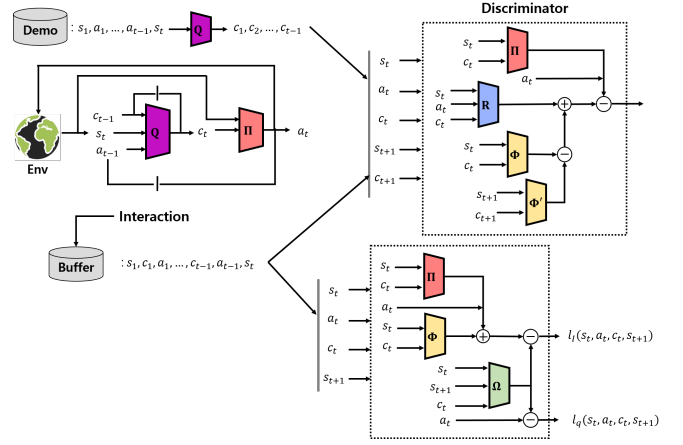 Discriminator
Demo
: s₁, a₁, …, aₜ₋₁, sₜ
Q
c₁, c₂, …, cₜ₋₁
sₜ
aₜ
cₜ
sₜ₊₁
cₜ₊₁
sₜ
cₜ
Π
aₜ
sₜ
aₜ
cₜ
R
+
−
sₜ
cₜ
Φ
−
sₜ₊₁
cₜ₊₁
Φ′
Env
cₜ₋₁
sₜ
aₜ₋₁
Q
cₜ
Π
aₜ
Interaction
Buffer
: s₁, c₁, a₁, …, cₜ₋₁, aₜ₋₁, sₜ
sₜ
aₜ
cₜ
sₜ₊₁
sₜ
cₜ
Π
aₜ
sₜ
cₜ
Φ
+
−
lₗ(sₜ, aₜ, cₜ, sₜ₊₁)
sₜ
sₜ₊₁
cₜ
Ω
aₜ
−
l_q(sₜ, aₜ, cₜ, sₜ₊₁)